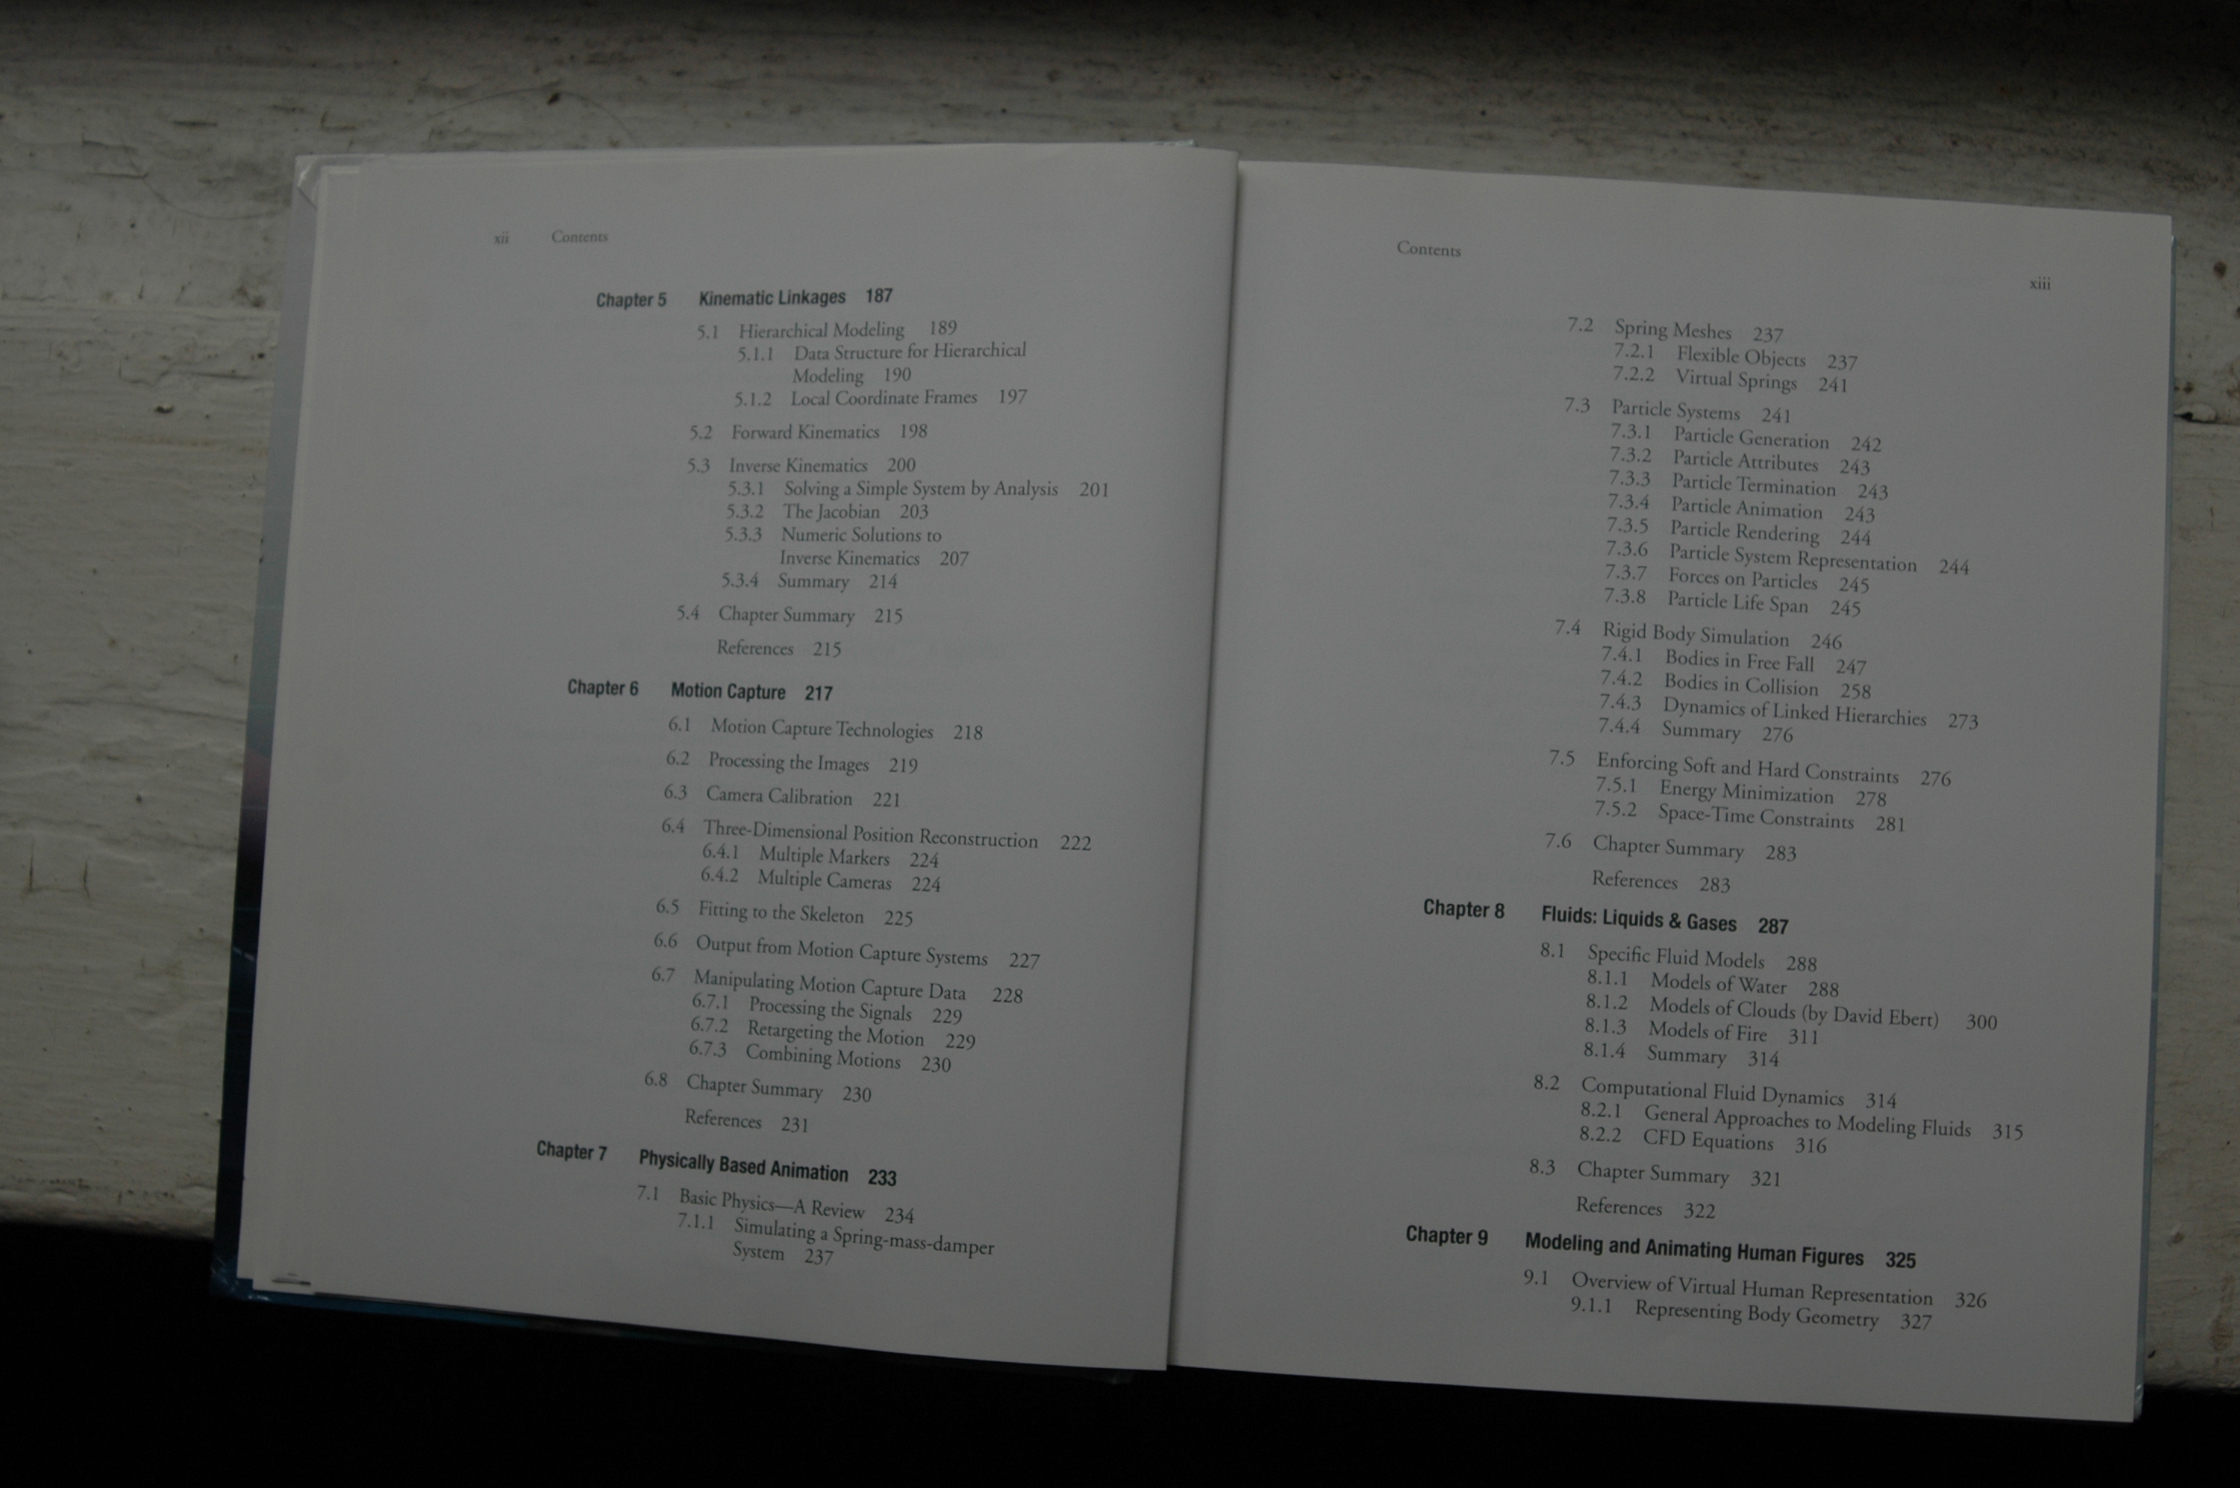 xii Contents
Chapter 5 Kinematic Linkages 187
5.1 Hierarchical Modeling 189
5.1.1 Data Structure for Hierarchical
Modeling 190
5.1.2 Local Coordinate Frames 197
5.2 Forward Kinematics 198
5.3 Inverse Kinematics 200
5.3.1 Solving a Simple System by Analysis 201
5.3.2 The Jacobian 203
5.3.3 Numeric Solutions to
Inverse Kinematics 207
5.3.4 Summary 214
5.4 Chapter Summary 215
References 215
Chapter 6 Motion Capture 217
6.1 Motion Capture Technologies 218
6.2 Processing the Images 219
6.3 Camera Calibration 221
6.4 Three-Dimensional Position Reconstruction 222
6.4.1 Multiple Markers 224
6.4.2 Multiple Cameras 224
6.5 Fitting to the Skeleton 225
6.6 Output from Motion Capture Systems 227
6.7 Manipulating Motion Capture Data 228
6.7.1 Processing the Signals 229
6.7.2 Retargeting the Motion 229
6.7.3 Combining Motions 230
6.8 Chapter Summary 230
References 231
Chapter 7 Physically Based Animation 233
7.1 Basic Physics—A Review 234
7.1.1 Simulating a Spring-mass-damper
System 237
Contents xiii
7.2 Spring Meshes 237
7.2.1 Flexible Objects 237
7.2.2 Virtual Springs 241
7.3 Particle Systems 241
7.3.1 Particle Generation 242
7.3.2 Particle Attributes 243
7.3.3 Particle Termination 243
7.3.4 Particle Animation 243
7.3.5 Particle Rendering 244
7.3.6 Particle System Representation 244
7.3.7 Forces on Particles 245
7.3.8 Particle Life Span 245
7.4 Rigid Body Simulation 246
7.4.1 Bodies in Free Fall 247
7.4.2 Bodies in Collision 258
7.4.3 Dynamics of Linked Hierarchies 273
7.4.4 Summary 276
7.5 Enforcing Soft and Hard Constraints 276
7.5.1 Energy Minimization 278
7.5.2 Space-Time Constraints 281
7.6 Chapter Summary 283
References 283
Chapter 8 Fluids: Liquids & Gases 287
8.1 Specific Fluid Models 288
8.1.1 Models of Water 288
8.1.2 Models of Clouds (by David Ebert) 300
8.1.3 Models of Fire 311
8.1.4 Summary 314
8.2 Computational Fluid Dynamics 314
8.2.1 General Approaches to Modeling Fluids 315
8.2.2 CFD Equations 316
8.3 Chapter Summary 321
References 322
Chapter 9 Modeling and Animating Human Figures 325
9.1 Overview of Virtual Human Representation 326
9.1.1 Representing Body Geometry 327